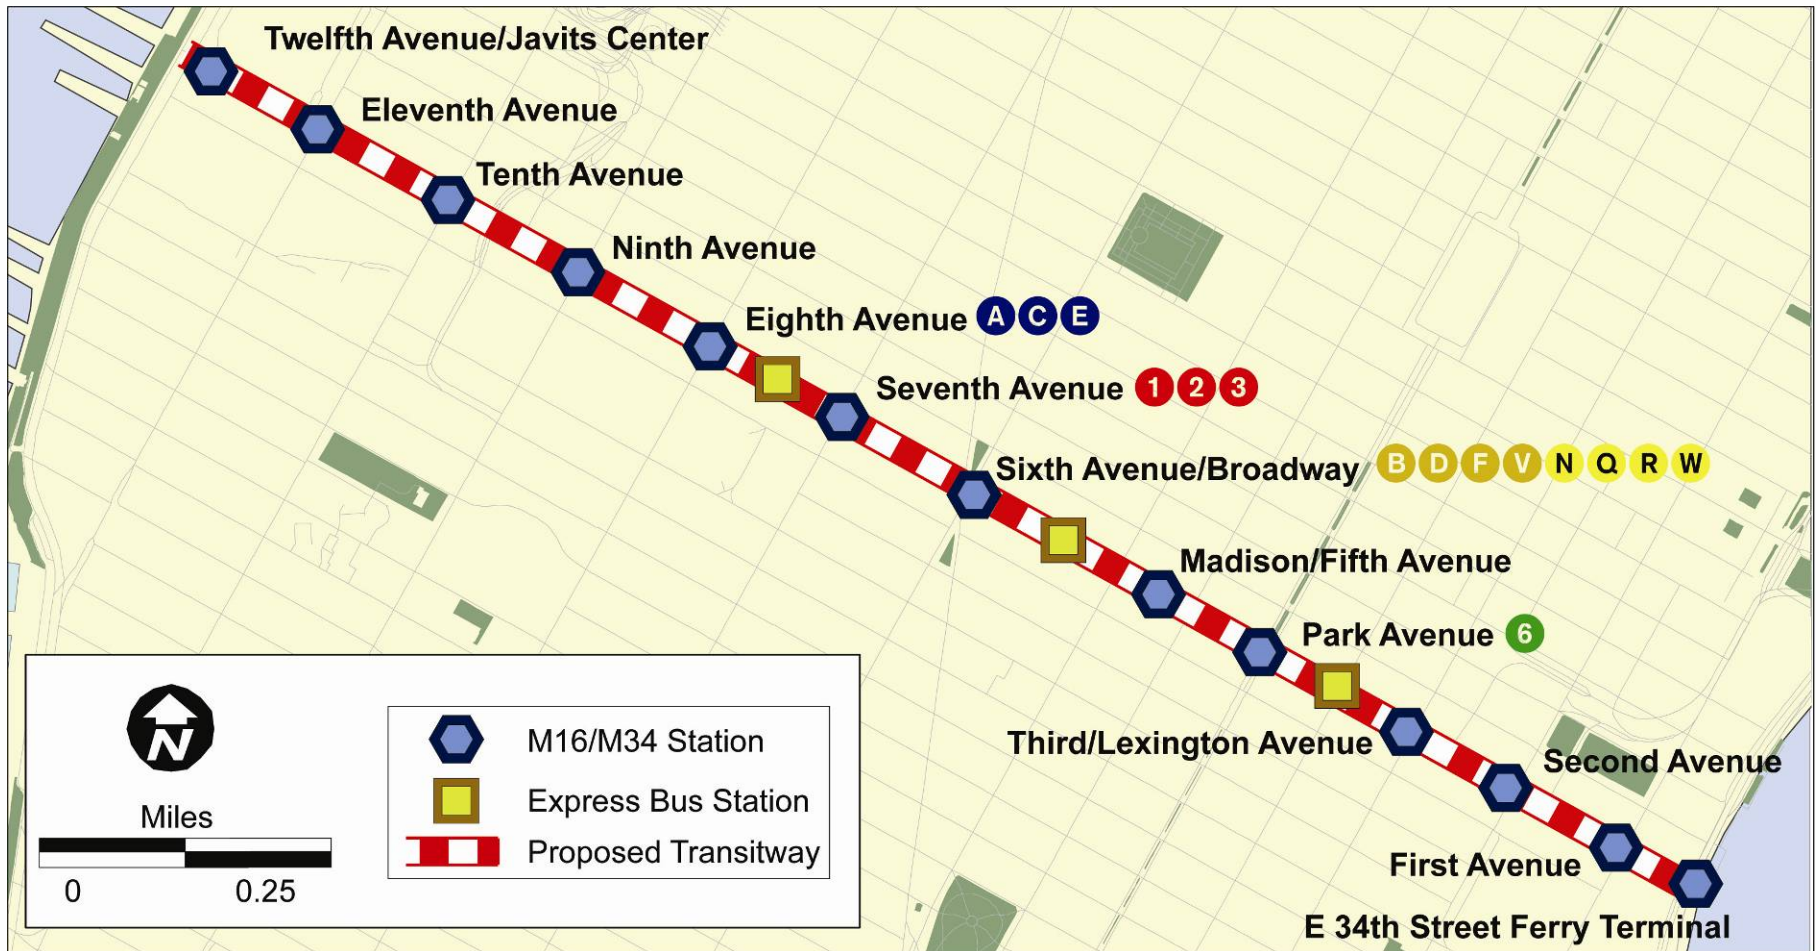 Twelfth Avenue/Javits Center
Eleventh Avenue
Tenth Avenue
Ninth Avenue
Eighth Avenue A C E
Seventh Avenue 1 2 3
Sixth Avenue/Broadway B D F V N Q R W
Madison/Fifth Avenue
Park Avenue 6
Third/Lexington Avenue
Second Avenue
First Avenue
E 34th Street Ferry Terminal
N
Miles
0 0.25
M16/M34 Station
Express Bus Station
Proposed Transitway